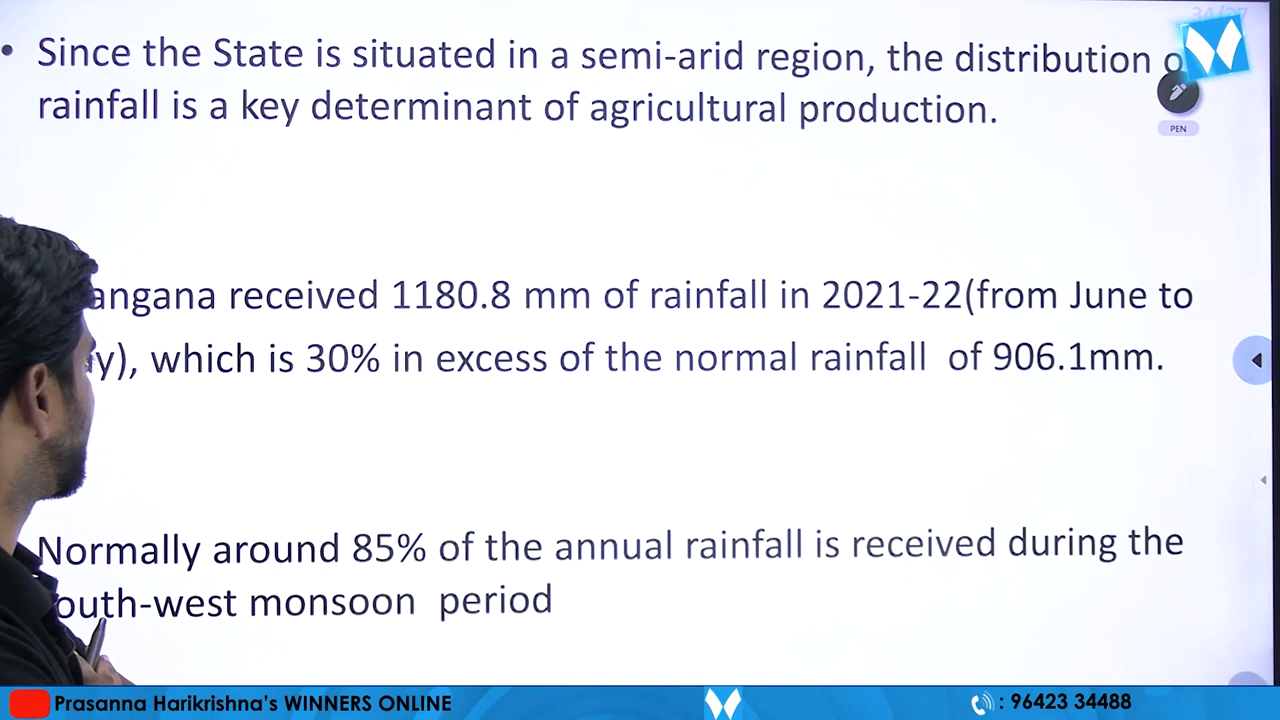 • Since the State is situated in a semi-arid region, the distribution o
rainfall is a key determinant of agricultural production.
PEN
angana received 1180.8 mm of rainfall in 2021-22(from June to
y), which is 30% in excess of the normal rainfall of 906.1mm.
Normally around 85% of the annual rainfall is received during the
outh-west monsoon period
Prasanna Harikrishna's WINNERS ONLINE
: 96423 34488